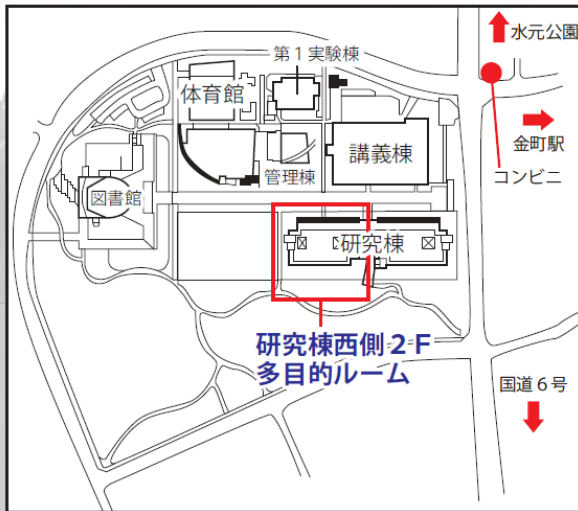 水元公園
第１実験棟
体育館
金町駅
講義棟
コンビニ
管理棟
図書館
研究棟
研究棟西側２Ｆ
多目的ルーム
国道６号